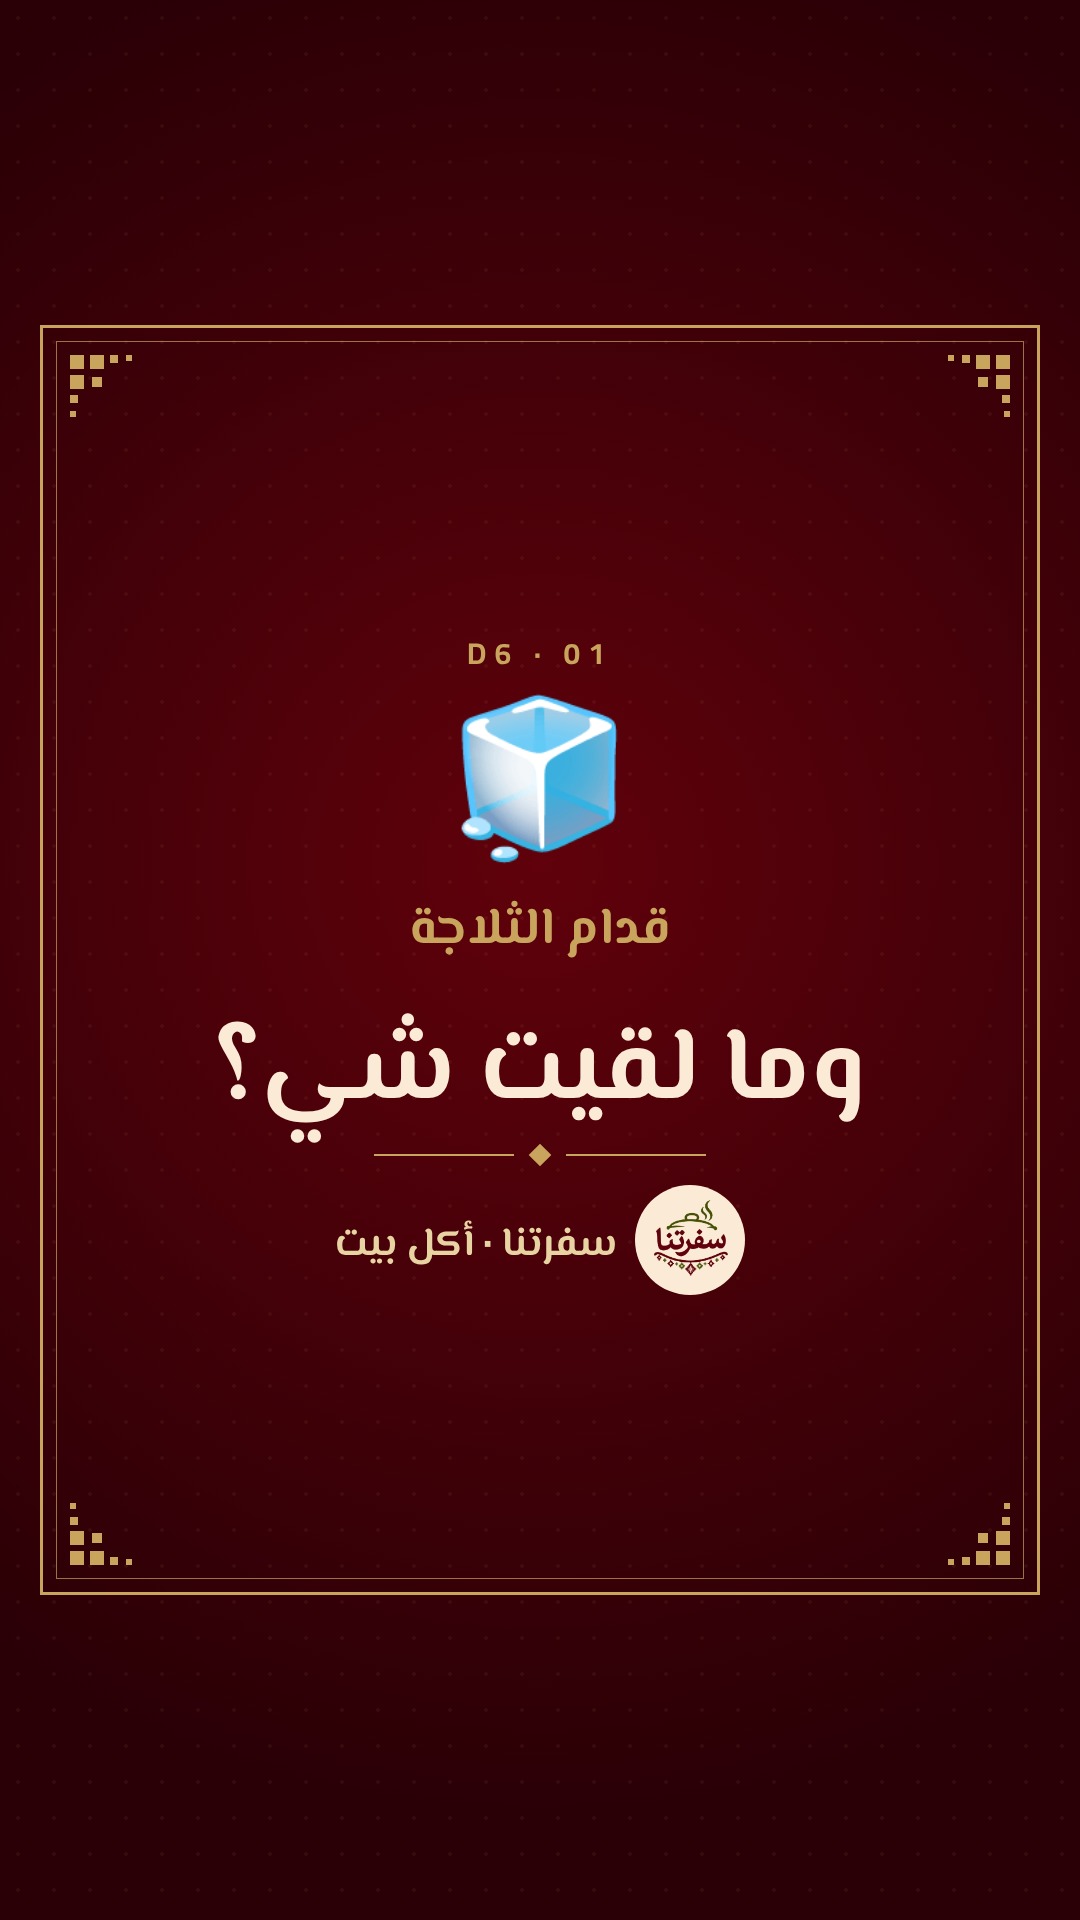 D6 · 01
قدام الثلاجة
وما لقيت شي؟
سفرتنا
سفرتنا · أكل بيت